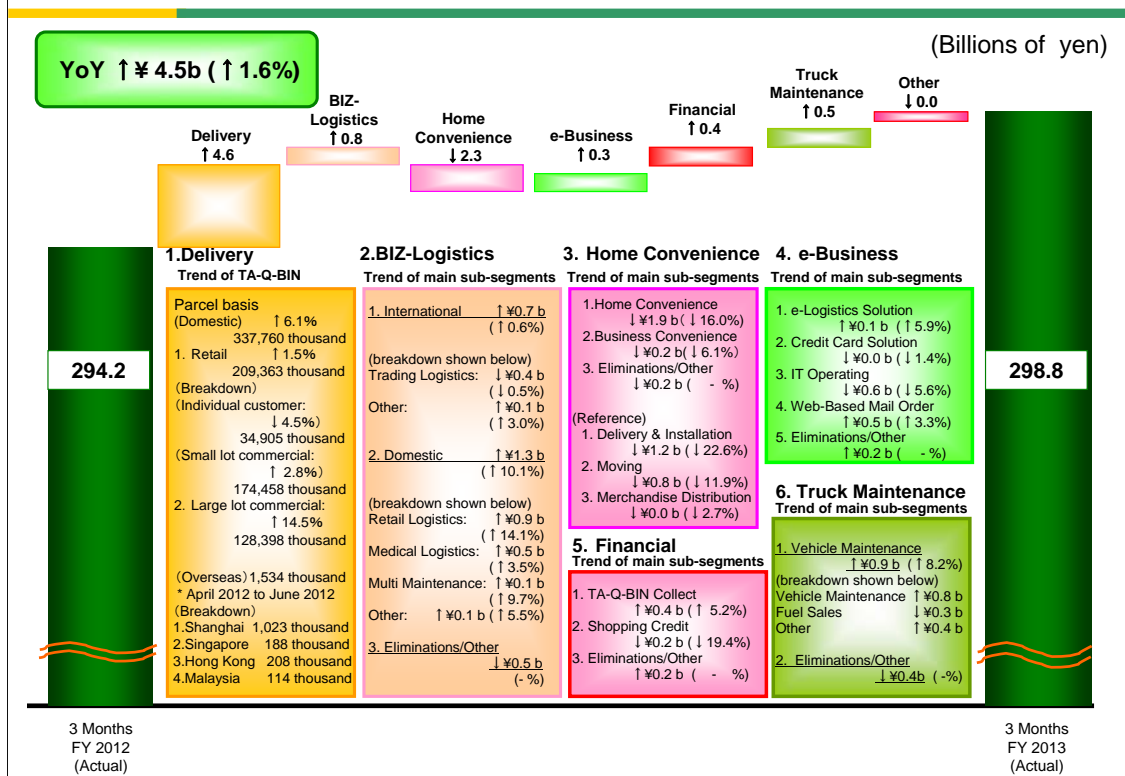 (Billions of  yen)
YoY ↑¥ 4.5b ( ↑1.6%)
Delivery
↑4.6
BIZ-
Logistics
↑0.8
Home
Convenience
↓2.3
e-Business
↑0.3
Financial
↑0.4
Truck
Maintenance
↑0.5
Other
↓0.0
294.2
298.8
1.Delivery
Trend of TA-Q-BIN
Parcel basis
(Domestic) ↑6.1%
337,760 thousand
1. Retail ↑1.5%
209,363 thousand
(Breakdown)
(Individual customer:
↓4.5%)
34,905 thousand
(Small lot commercial:
↑ 2.8%)
174,458 thousand
2. Large lot commercial:
↑14.5%
128,398 thousand
(Overseas) 1,534 thousand
* April 2012 to June 2012
(Breakdown)
1.Shanghai 1,023 thousand
2.Singapore 188 thousand
3.Hong Kong 208 thousand
4.Malaysia 114 thousand
2.BIZ-Logistics
Trend of main sub-segments
1. International ↑¥0.7 b
(↑0.6%)
(breakdown shown below)
Trading Logistics: ↓¥0.4 b
(↓0.5%)
Other: ↑¥0.1 b
(↑3.0%)
2. Domestic ↑¥1.3 b
(↑10.1%)
(breakdown shown below)
Retail Logistics: ↑¥0.9 b
(↑14.1%)
Medical Logistics: ↑¥0.5 b
(↑3.5%)
Multi Maintenance: ↑¥0.1 b
(↑9.7%)
Other: ↑¥0.1 b (↑5.5%)
3. Eliminations/Other
↓¥0.5 b
(- %)
3. Home Convenience
Trend of main sub-segments
1.Home Convenience
↓¥1.9 b(↓16.0%)
2.Business Convenience
↓¥0.2 b(↓6.1%)
3. Eliminations/Other
↓¥0.2 b ( - %)
(Reference)
1. Delivery & Installation
↓¥1.2 b (↓22.6%)
2. Moving
↓¥0.8 b (↓11.9%)
3. Merchandise Distribution
↓¥0.0 b (↓2.7%)
5. Financial
Trend of main sub-segments
1. TA-Q-BIN Collect
↑¥0.4 b (↑ 5.2%)
2. Shopping Credit
↓¥0.2 b (↓19.4%)
3. Eliminations/Other
↑¥0.2 b ( - %)
4. e-Business
Trend of main sub-segments
1. e-Logistics Solution
↑¥0.1 b (↑5.9%)
2. Credit Card Solution
↓¥0.0 b (↓1.4%)
3. IT Operating
↓¥0.6 b (↓5.6%)
4. Web-Based Mail Order
↑¥0.5 b (↑3.3%)
5. Eliminations/Other
↑¥0.2 b ( - %)
6. Truck Maintenance
Trend of main sub-segments
1. Vehicle Maintenance
↑¥0.9 b (↑8.2%)
(breakdown shown below)
Vehicle Maintenance ↑¥0.8 b
Fuel Sales ↓¥0.3 b
Other ↑¥0.4 b
2. Eliminations/Other
↓¥0.4b (-%)
3 Months
FY 2012
(Actual)
3 Months
FY 2013
(Actual)